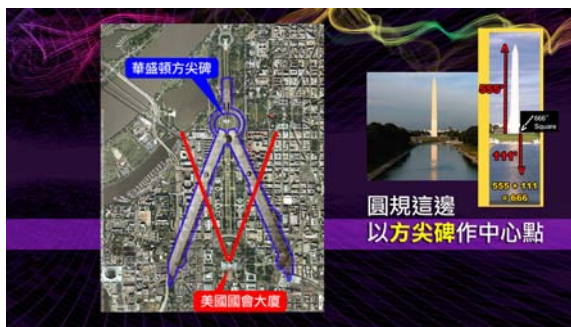 華盛頓方尖碑
美國國會大廈
555"
666"
Square
111"
555 + 111
= 666
圓規這邊
以方尖碑作中心點